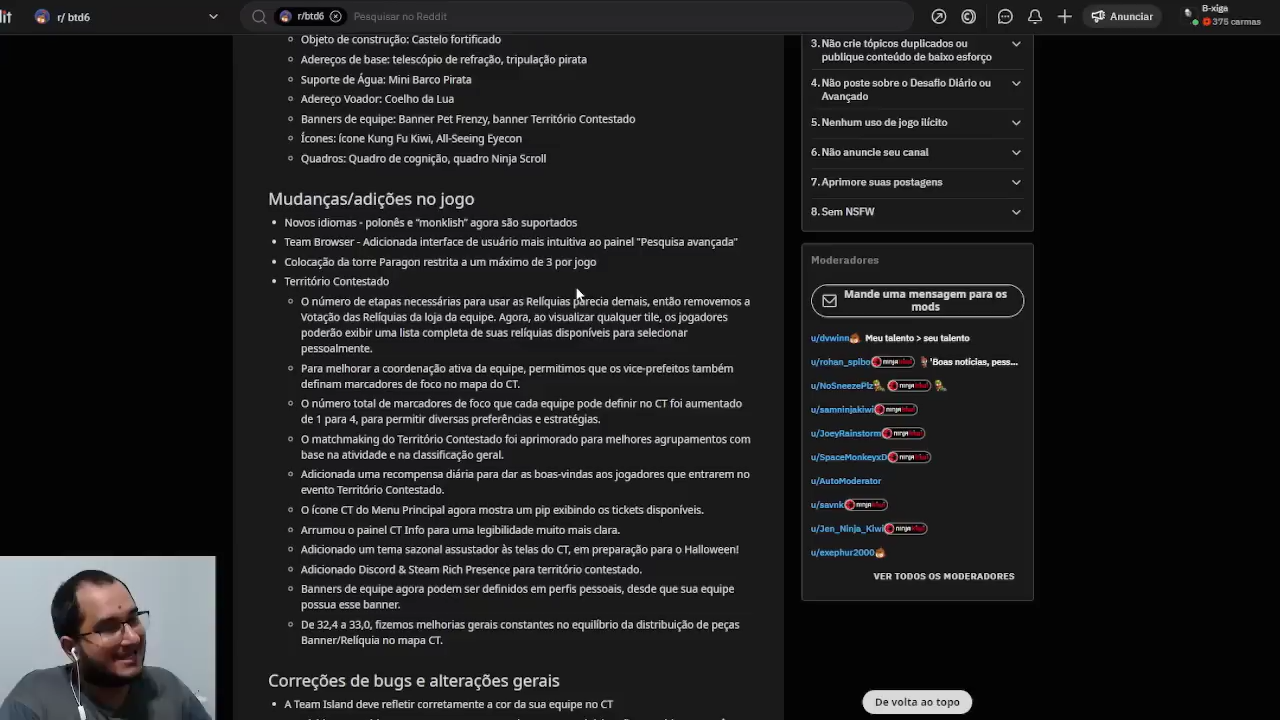 it
r/ btd6
r/btd6
Pesquisar no Reddit
Anunciar
B-xiga
375 carmas
Objeto de construção: Castelo fortificado
Adereços de base: telescópio de refração, tripulação pirata
Suporte de Água: Mini Barco Pirata
Adereço Voador: Coelho da Lua
Banners de equipe: Banner Pet Frenzy, banner Território Contestado
Ícones: ícone Kung Fu Kiwi, All-Seeing Eyecon
Quadros: Quadro de cognição, quadro Ninja Scroll
Mudanças/adições no jogo
Novos idiomas - polonês e "monklish" agora são suportados
Team Browser - Adicionada interface de usuário mais intuitiva ao painel "Pesquisa avançada"
Colocação da torre Paragon restrita a um máximo de 3 por jogo
Território Contestado
O número de etapas necessárias para usar as Relíquias parecia demais, então removemos a
Votação das Relíquias da loja da equipe. Agora, ao visualizar qualquer tile, os jogadores
poderão exibir uma lista completa de suas relíquias disponíveis para selecionar
pessoalmente.
Para melhorar a coordenação ativa da equipe, permitimos que os vice-prefeitos também
definam marcadores de foco no mapa do CT.
O número total de marcadores de foco que cada equipe pode definir no CT foi aumentado
de 1 para 4, para permitir diversas preferências e estratégias.
O matchmaking do Território Contestado foi aprimorado para melhores agrupamentos com
base na atividade e na classificação geral.
Adicionada uma recompensa diária para dar as boas-vindas aos jogadores que entrarem no
evento Território Contestado.
O ícone CT do Menu Principal agora mostra um pip exibindo os tickets disponíveis.
Arrumou o painel CT Info para uma legibilidade muito mais clara.
Adicionado um tema sazonal assustador às telas do CT, em preparação para o Halloween!
Adicionado Discord & Steam Rich Presence para território contestado.
Banners de equipe agora podem ser definidos em perfis pessoais, desde que sua equipe
possua esse banner.
De 32,4 a 33,0, fizemos melhorias gerais constantes no equilíbrio da distribuição de peças
Banner/Relíquia no mapa CT.
Correções de bugs e alterações gerais
A Team Island deve refletir corretamente a cor da sua equipe no CT
3. Não crie tópicos duplicados ou
publique conteúdo de baixo esforço
4. Não poste sobre o Desafio Diário ou
Avançado
5. Nenhum uso de jogo ilícito
6. Não anuncie seu canal
7. Aprimore suas postagens
8. Sem NSFW
Moderadores
Mande uma mensagem para os
mods
u/dvwinn Meu talento > seu talento
u/rohan_spibo 'Boas notícias, pess...
u/NoSneezePlz
u/samninjakiwi
u/JoeyRainstorm
u/SpaceMonkeyxD
u/AutoModerator
u/savnk
u/Jen_Ninja_Kiwi
u/exephur2000
VER TODOS OS MODERADORES
De volta ao topo